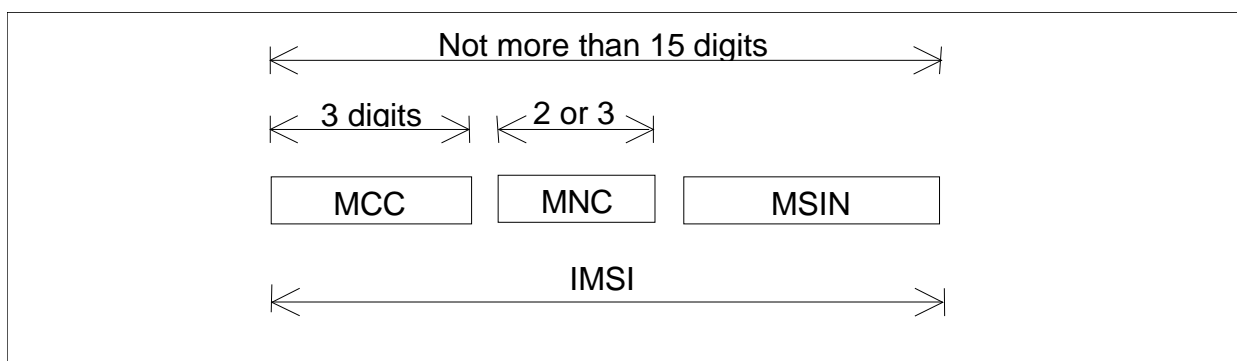 Not more than 15 digits
3 digits
2 or 3
MCC
MNC
MSIN
IMSI